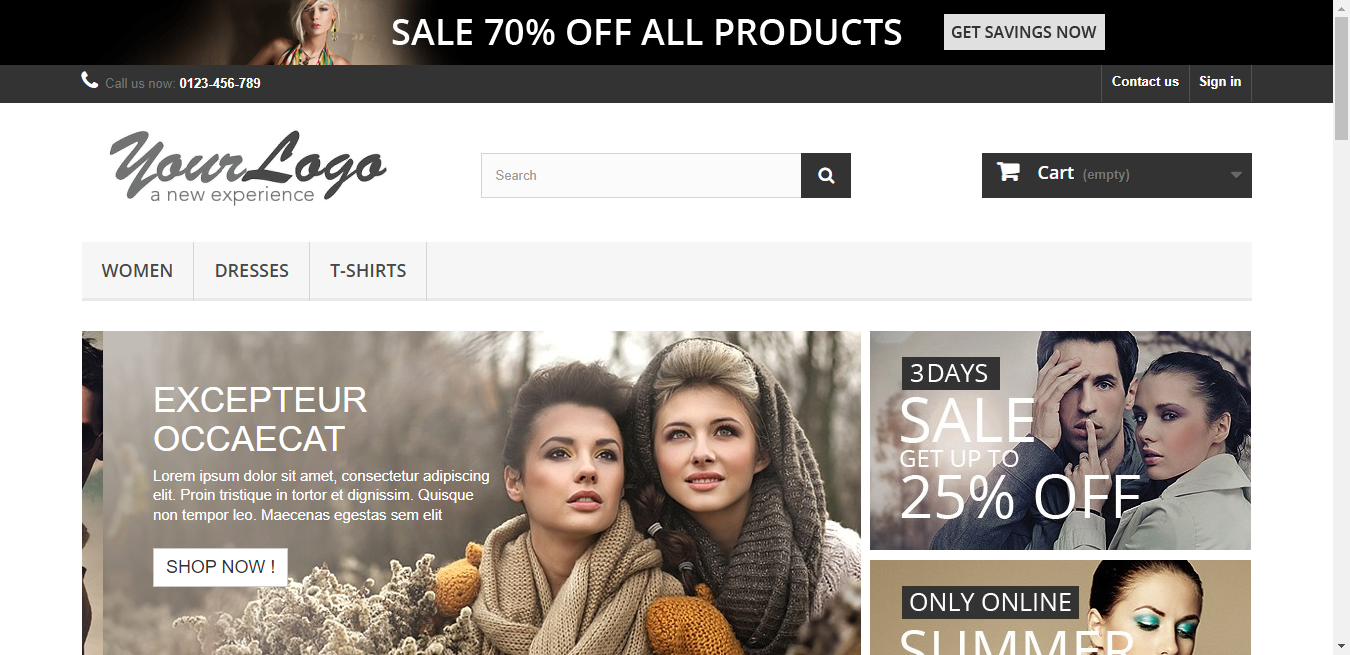 SALE 70% OFF ALL PRODUCTS
GET SAVINGS NOW
Call us now: 0123-456-789
Contact us
Sign in
YourLogo
a new experience
Search
Cart (empty)
WOMEN
DRESSES
T-SHIRTS
EXCEPTEUR
OCCAECAT
Lorem ipsum dolor sit amet, consectetur adipiscing
elit. Proin tristique in tortor et dignissim. Quisque
non tempor leo. Maecenas egestas sem elit
SHOP NOW !
3 DAYS
SALE
GET UP TO
25% OFF
ONLY ONLINE
SUMMER